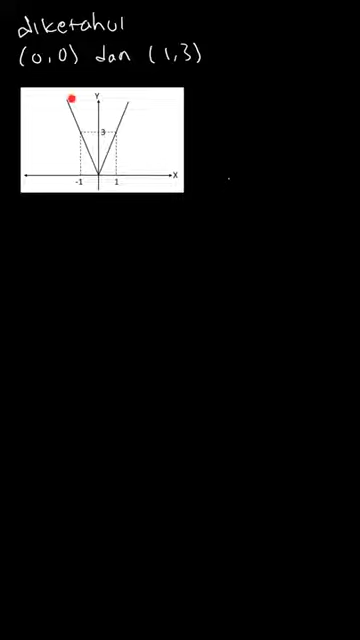 diketahui
(0,0) dan (1,3)
Y
3
-1
1
X